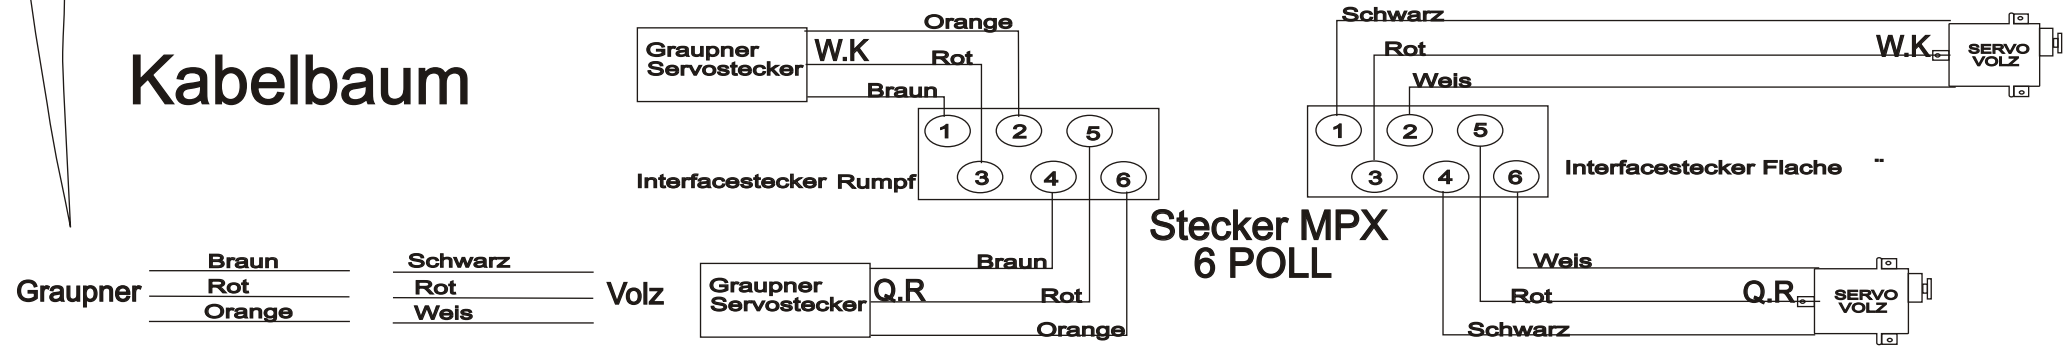 Kabelbaum
Orange
Graupner
Servostecker
W.K
Rot
Braun
1 2 5
3 4 6
Interfacestecker Rumpf
Schwarz
Rot
Weis
W.K
SERVO
VOLZ
1 2 5
3 4 6
Interfacestecker Flache ¨
Stecker MPX
6 POLL
Graupner
Braun
Rot
Orange
Schwarz
Rot
Weis
Volz
Graupner
Servostecker
Q.R
Braun
Rot
Orange
Weis
Rot
Schwarz
Q.R
SERVO
VOLZ